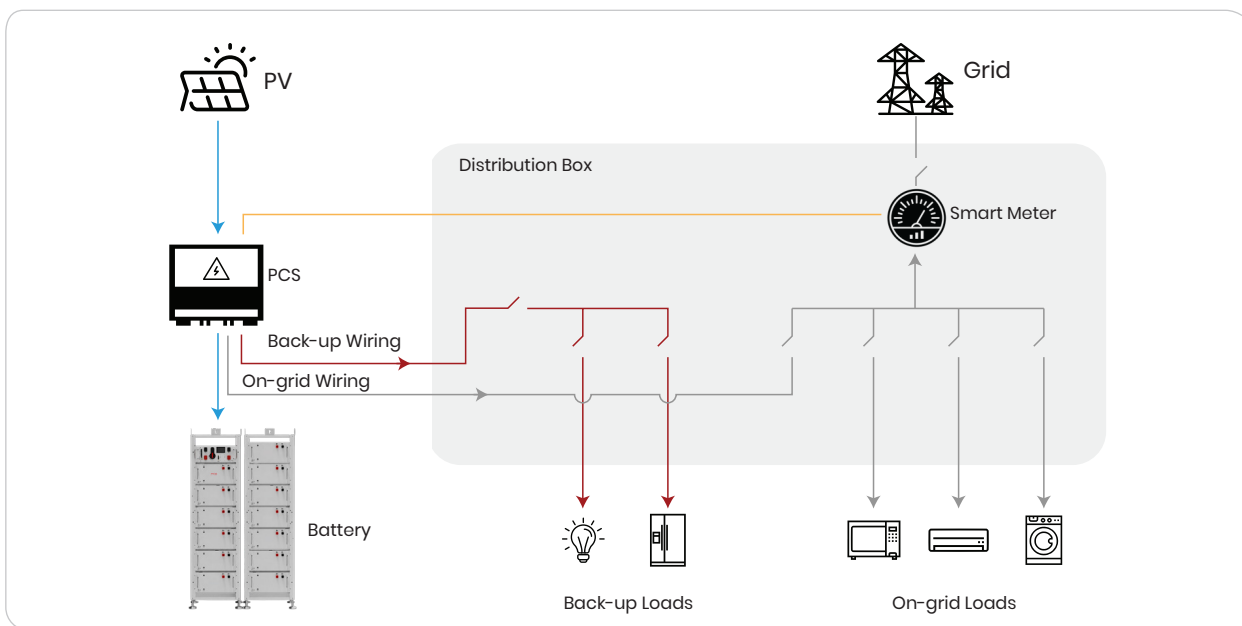 PV
Grid
Distribution Box
Smart Meter
PCS
Back-up Wiring
On-grid Wiring
Battery
Back-up Loads
On-grid Loads